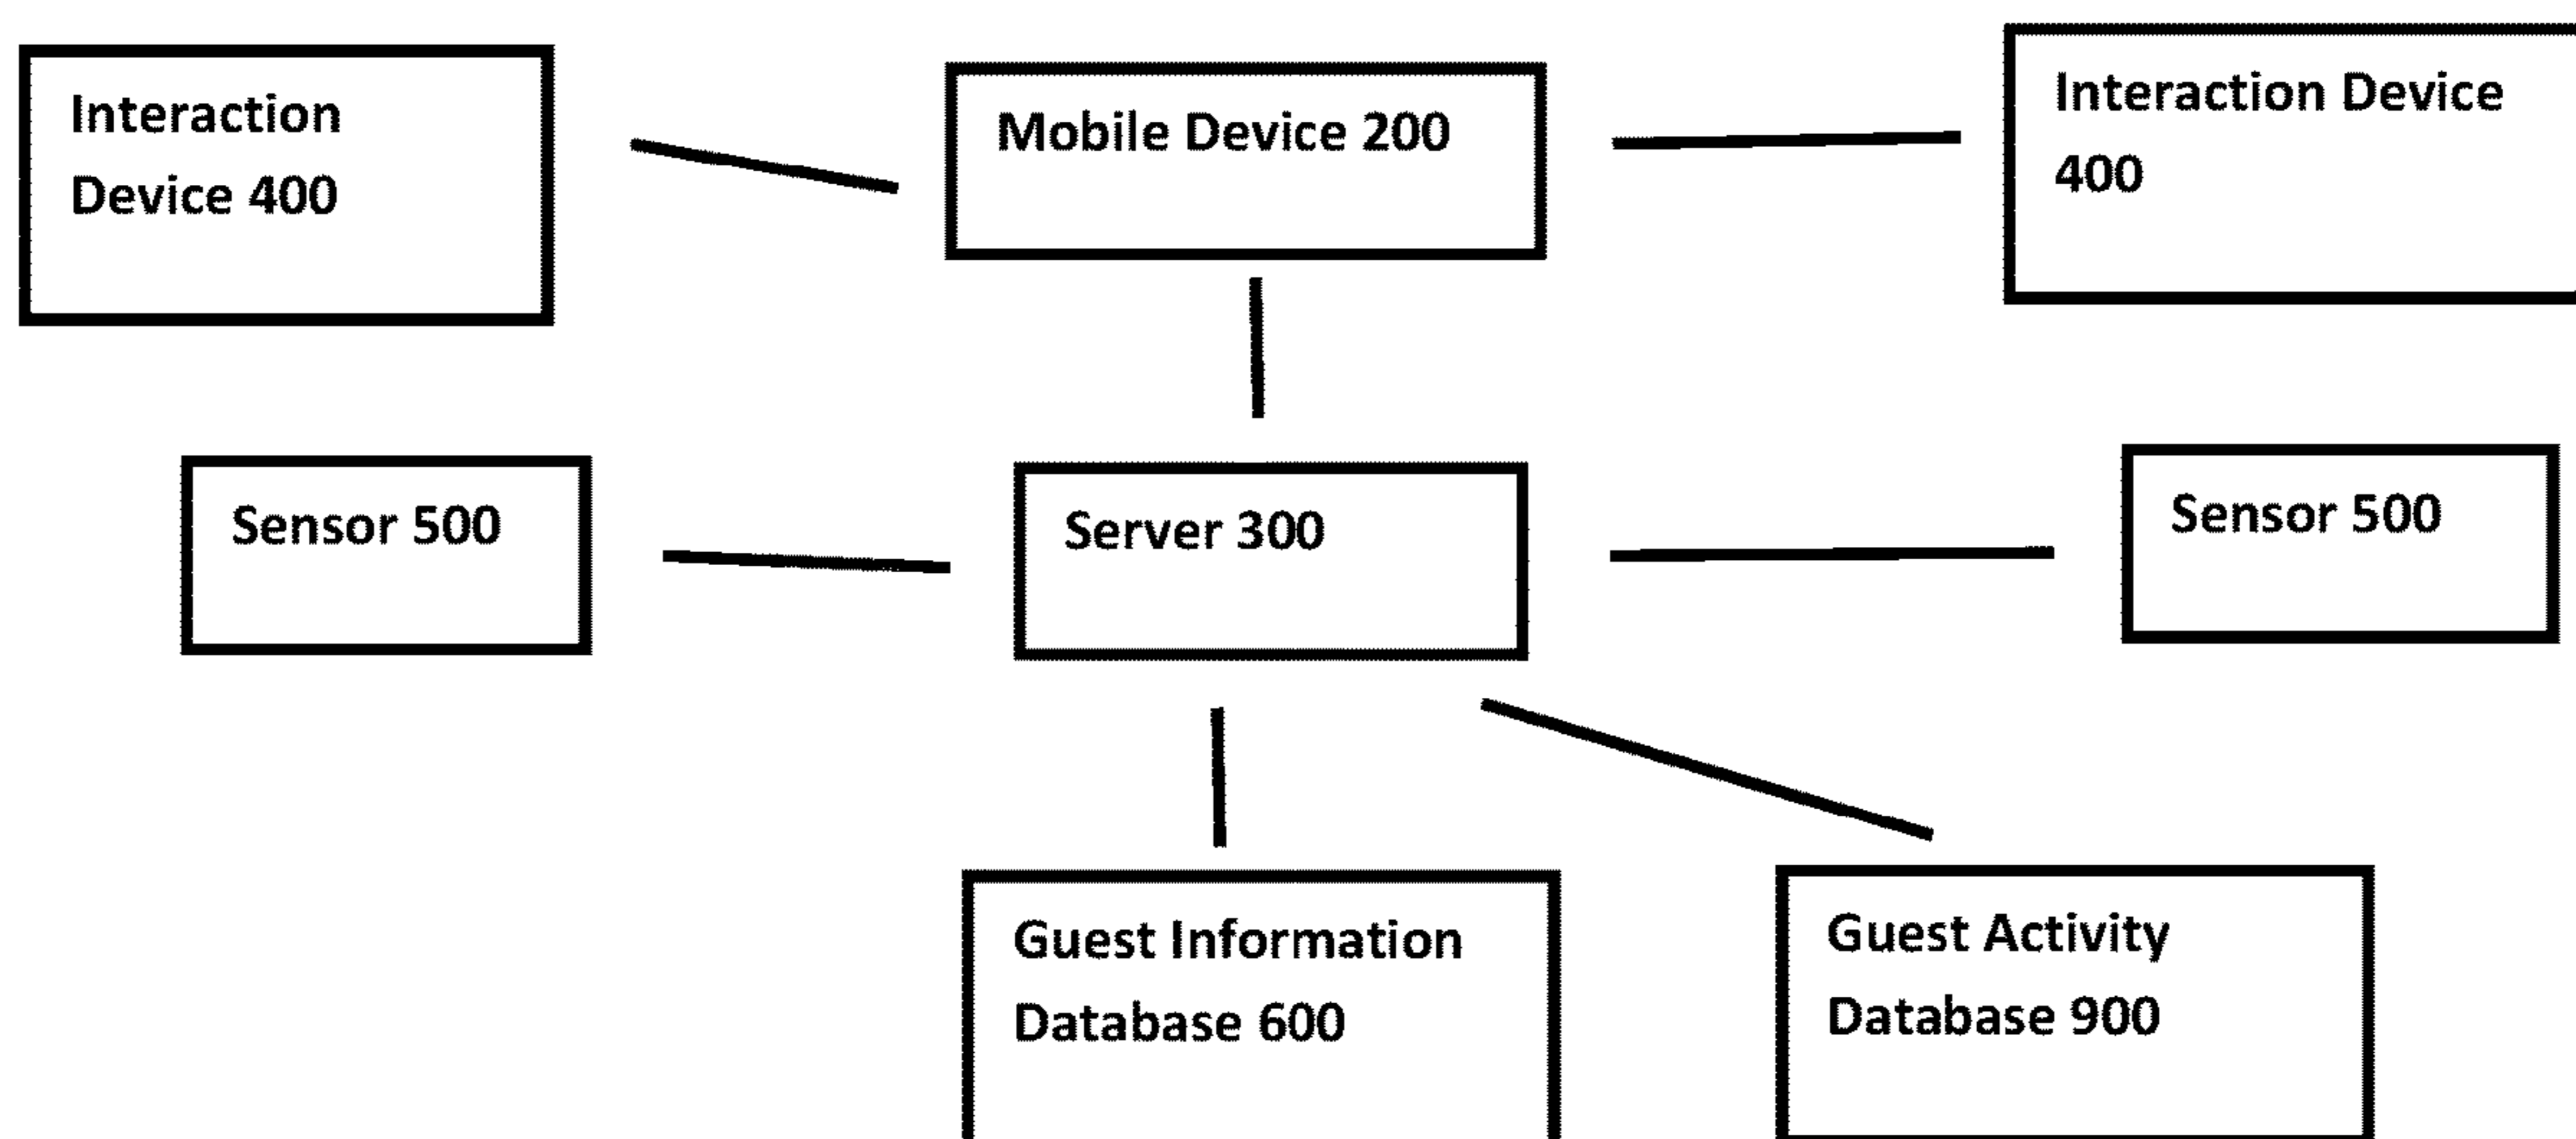 Interaction
Device 400
Mobile Device 200
Interaction Device
400
Sensor 500
Server 300
Sensor 500
Guest Information
Database 600
Guest Activity
Database 900